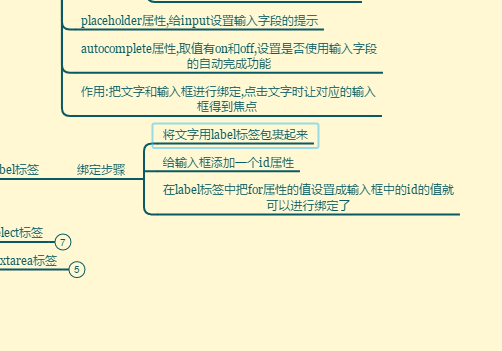 placeholder属性,给input设置输入字段的提示
autocomplete属性,取值有on和off,设置是否使用输入字段
的自动完成功能
作用:把文字和输入框进行绑定,点击文字时让对应的输入
框得到焦点
将文字用label标签包裹起来
bel标签
绑定步骤
给输入框添加一个id属性
在label标签中把for属性的值设置成输入框中的id的值就
可以进行绑定了
lect标签
7
xtarea标签
5